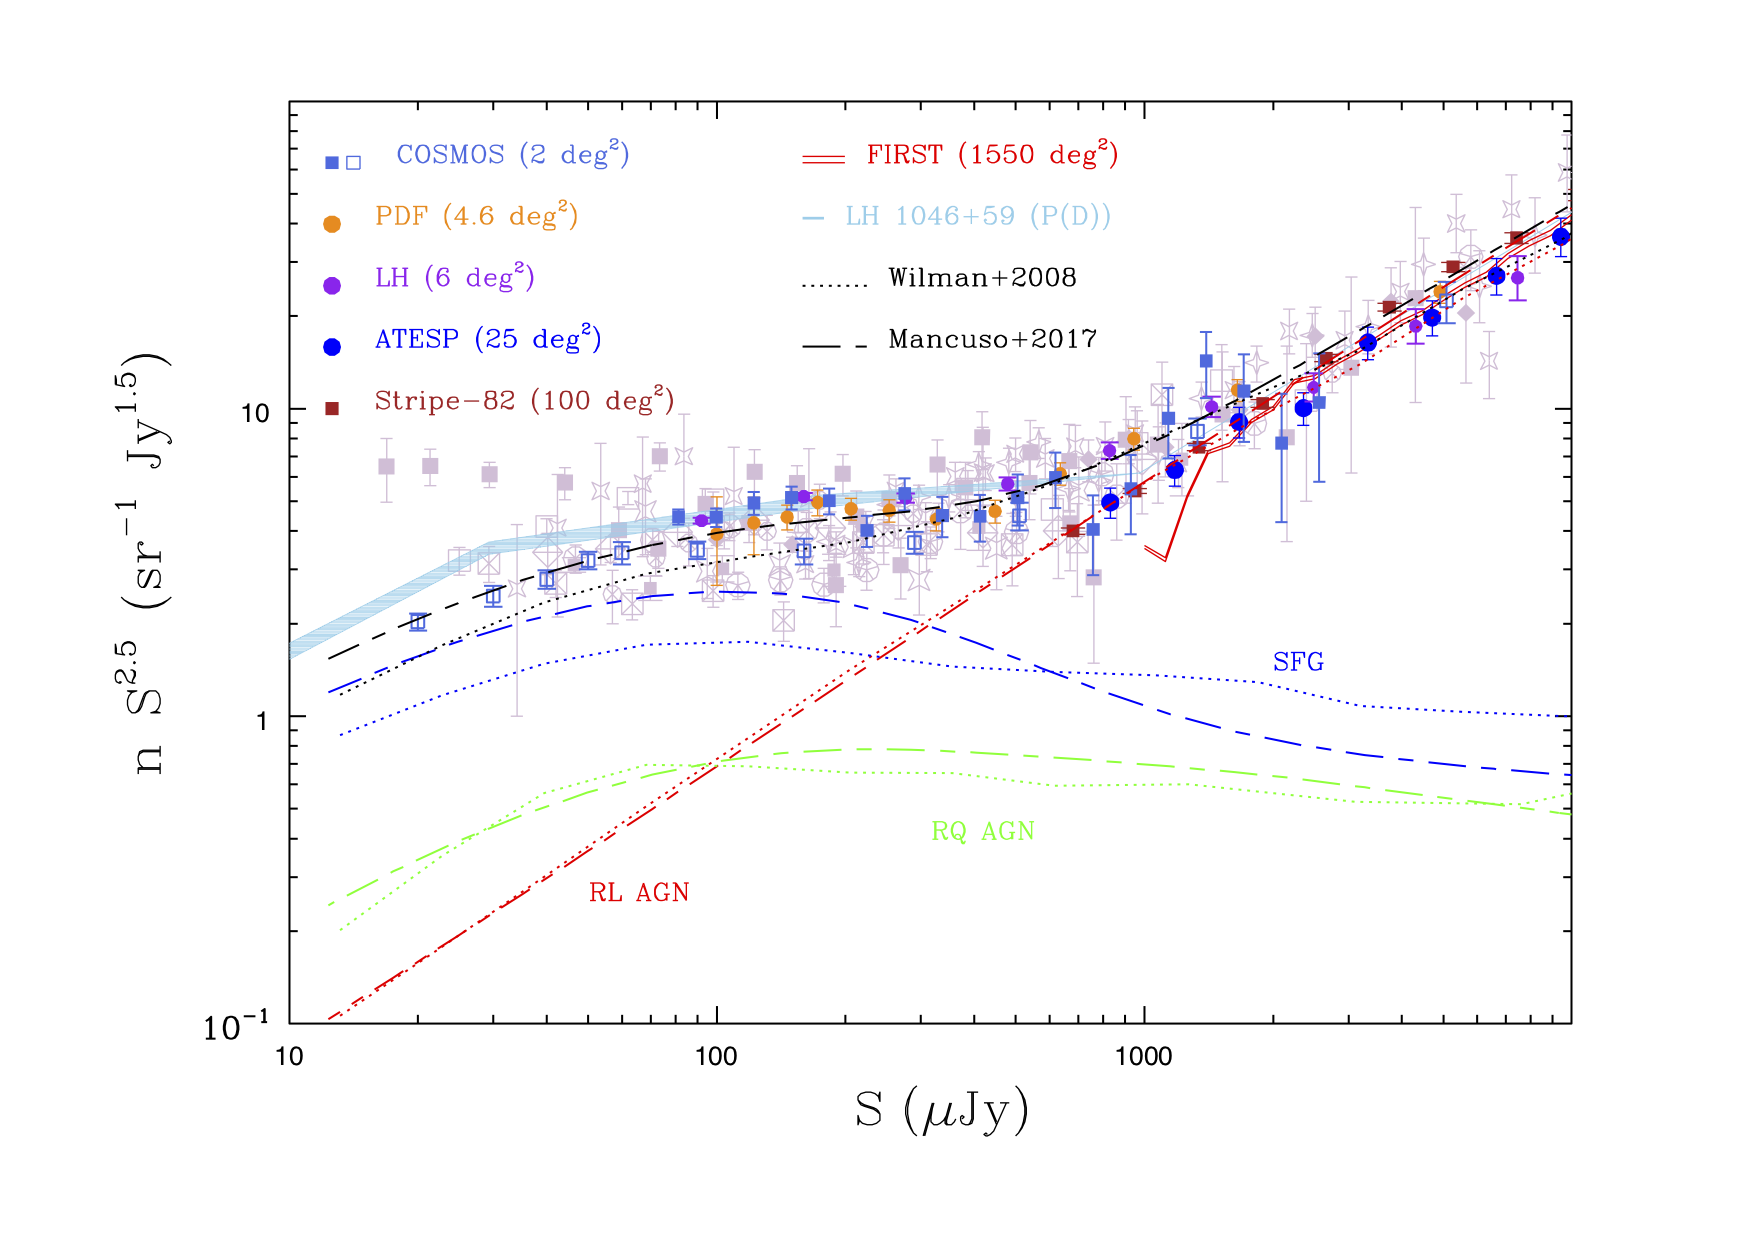 COSMOS (2 deg²)
PDF (4.6 deg²)
LH (6 deg²)
ATESP (25 deg²)
Stripe−82 (100 deg²)
FIRST (1550 deg²)
LH 1046+59 (P(D))
Wilman+2008
Mancuso+2017
n S^2.5 (sr^−1 Jy^1.5)
10
1
10^−1
SFG
RQ AGN
RL AGN
10
100
1000
S (μJy)